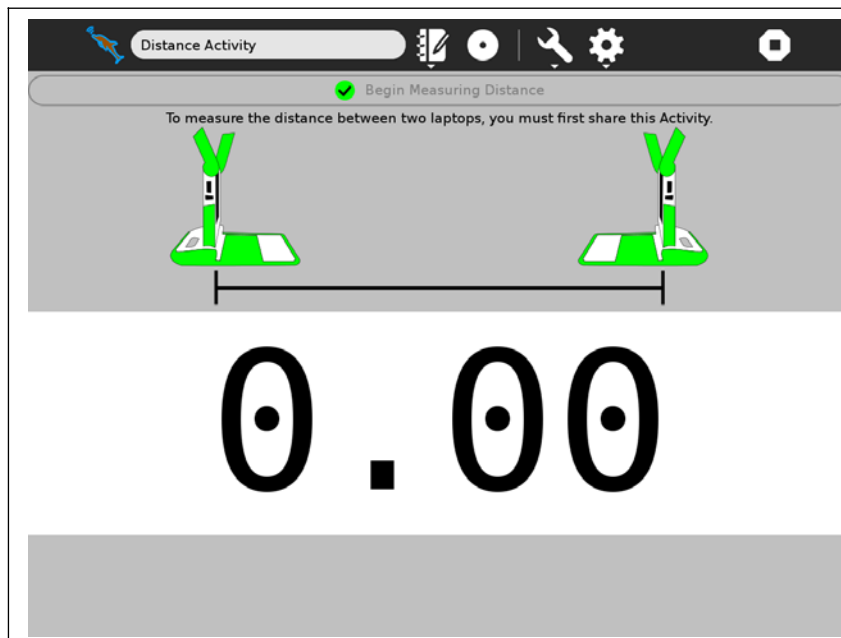 Distance Activity
Begin Measuring Distance
To measure the distance between two laptops, you must first share this Activity.
0.00